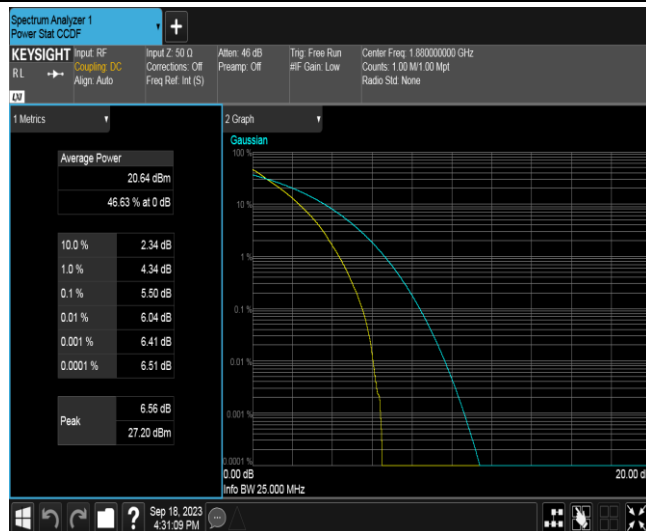 Spectrum Analyzer 1
Power Stat CCDF
+
KEYSIGHT
RL
Input: RF
Coupling: DC
Align: Auto
Input Z: 50 Ω
Corrections: Off
Freq Ref: Int (S)
Atten: 46 dB
Preamp: Off
Trig: Free Run
#IF Gain: Low
Center Freq: 1.880000000 GHz
Counts: 1.00 M/1.00 Mpt
Radio Std: None
LXI
1 Metrics
Average Power
20.64 dBm
46.63 % at 0 dB
10.0 % 2.34 dB
1.0 % 4.34 dB
0.1 % 5.50 dB
0.01 % 6.04 dB
0.001 % 6.41 dB
0.0001 % 6.51 dB
Peak
6.56 dB
27.20 dBm
2 Graph
Gaussian
100 %
10 %
1 %
0.1 %
0.01 %
0.001 %
0.0001 %
0.00 dB
20.00 d
Info BW 25.000 MHz
?
Sep 18, 2023
4:31:09 PM